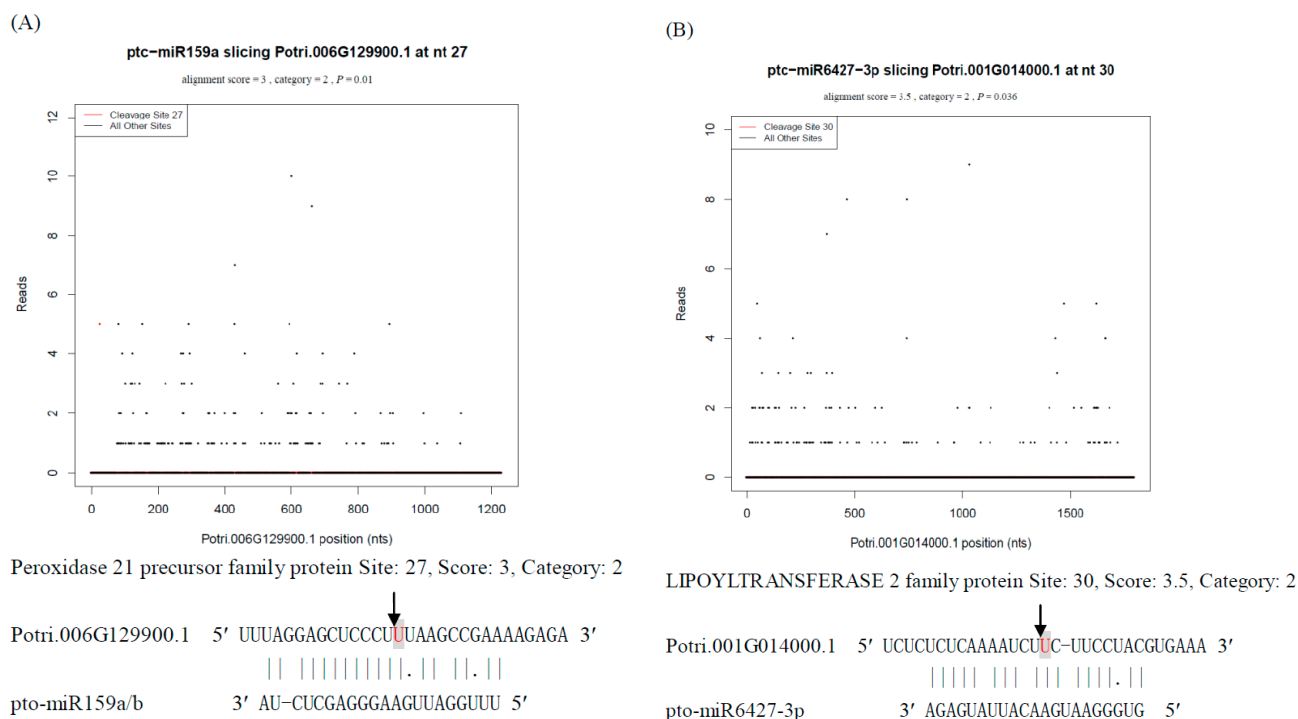 (A)
ptc−miR159a slicing Potri.006G129900.1 at nt 27
alignment score = 3 , category = 2 , P = 0.01
Cleavage Site 27
All Other Sites
12
10
8
6
4
2
0
Reads
0 200 400 600 800 1000 1200
Potri.006G129900.1 position (nts)
Peroxidase 21 precursor family protein Site: 27, Score: 3, Category: 2
Potri.006G129900.1 5′ UUUAGGAGCUCCCUUUAAGCCGAAAAGAGA 3′
pto-miR159a/b 3′ AU−CUCGAGGGAAGUUAGGUUU 5′
(B)
ptc−miR6427−3p slicing Potri.001G014000.1 at nt 30
alignment score = 3.5 , category = 2 , P = 0.036
Cleavage Site 30
All Other Sites
10
8
6
4
2
0
Reads
0 500 1000 1500
Potri.001G014000.1 position (nts)
LIPOYLTRANSFERASE 2 family protein Site: 30, Score: 3.5, Category: 2
Potri.001G014000.1 5′ UCUCUCUCAAAAUCUUC−UUCCUACGUGAAA 3′
pto-miR6427-3p 3′ AGAGUAUUACAAGUAAGGGUG 5′